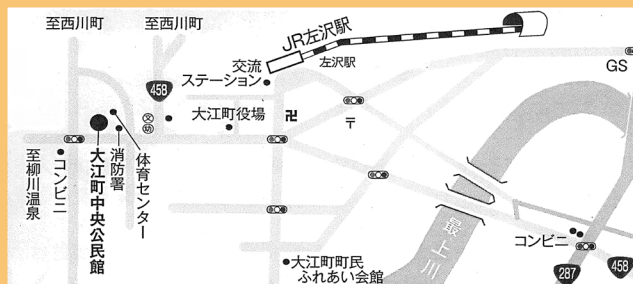 至西川町
至西川町
JR左沢駅
左沢駅
交流
ステーション
458
GS
文
幼
大江町役場
卍
〒
体育センター
消防署
大江町中央公民館
コンビニ
至柳川温泉
最上川
コンビニ
大江町町民
ふれあい会館
287
458